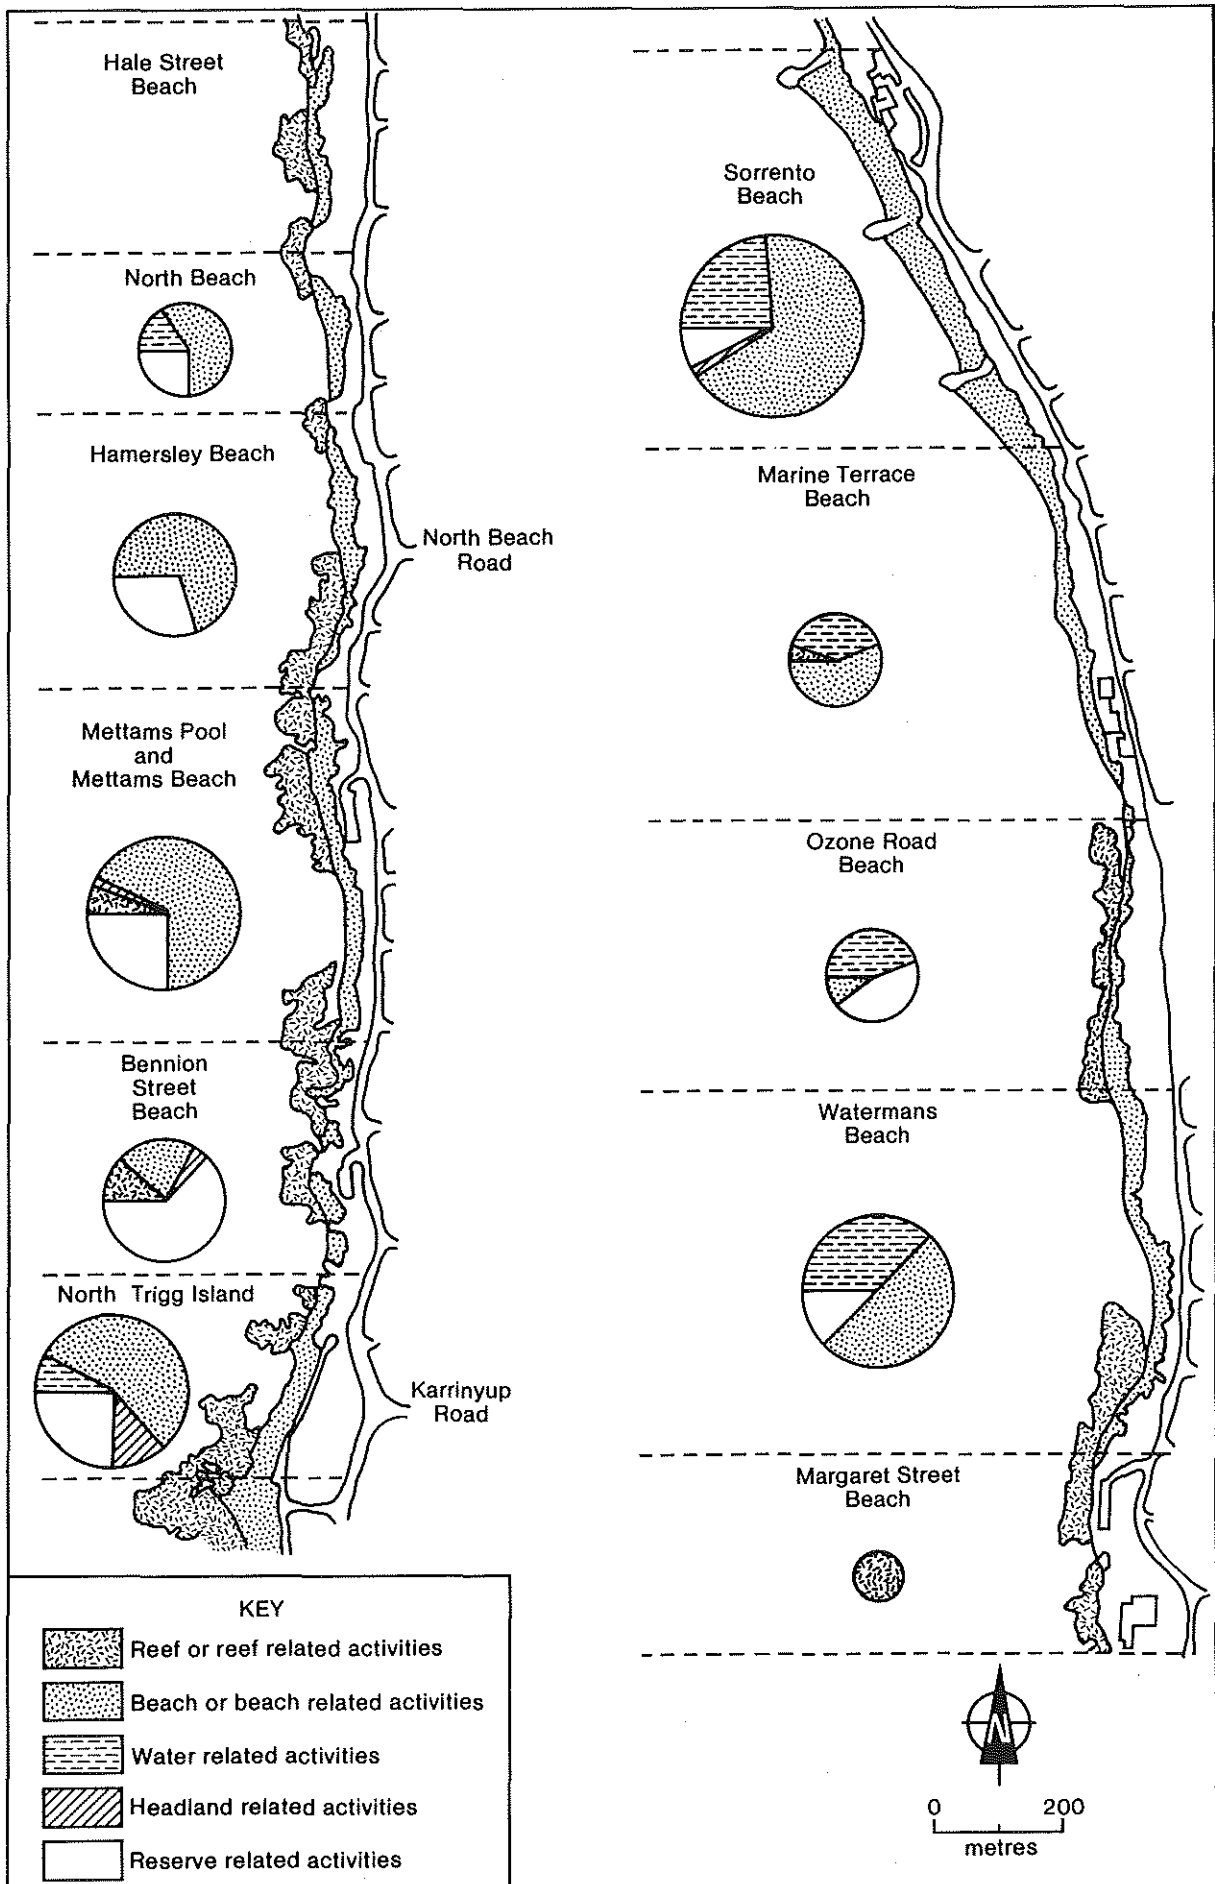 Hale Street
Beach
North Beach
Hamersley Beach
North Beach
Road
Mettams Pool
and
Mettams Beach
Bennion
Street
Beach
North Trigg Island
Karrinyup
Road
Sorrento
Beach
Marine Terrace
Beach
Ozone Road
Beach
Watermans
Beach
Margaret Street
Beach
KEY
Reef or reef related activities
Beach or beach related activities
Water related activities
Headland related activities
Reserve related activities
N
0 200
metres